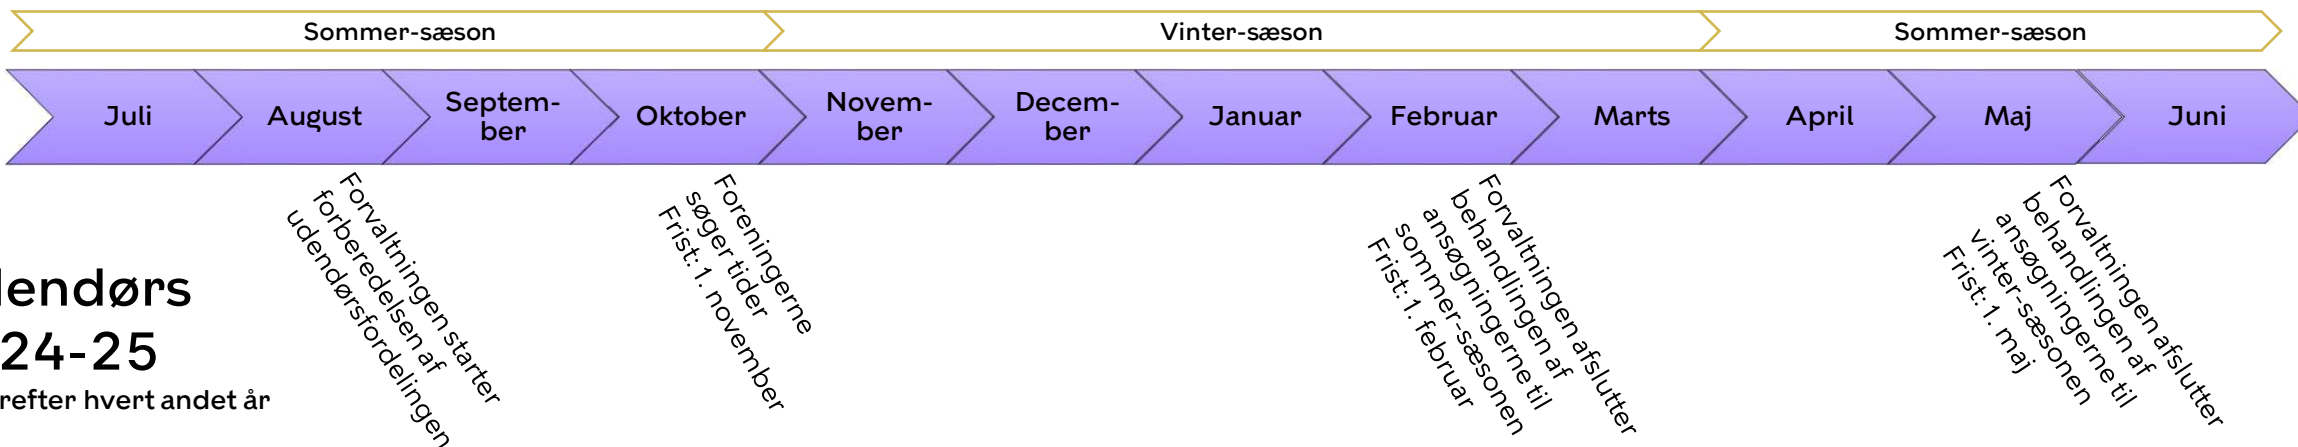 Sommer-sæson
Vinter-sæson
Sommer-sæson
Juli
August
Septem-
ber
Oktober
Novem-
ber
Decem-
ber
Januar
Februar
Marts
April
Maj
Juni
Forvaltningen starter
forberedelsen af
udendørsfordelingen
Foreningerne
søger tider
Frist: 1. november
Forvaltningen afslutter
behandlingen af
ansøgningerne til
sommer-sæsonen
Frist: 1. februar
Forvaltningen afslutter
behandlingen af
ansøgningerne til
vinter-sæsonen
Frist: 1. maj
endørs
24-25
refter hvert andet år